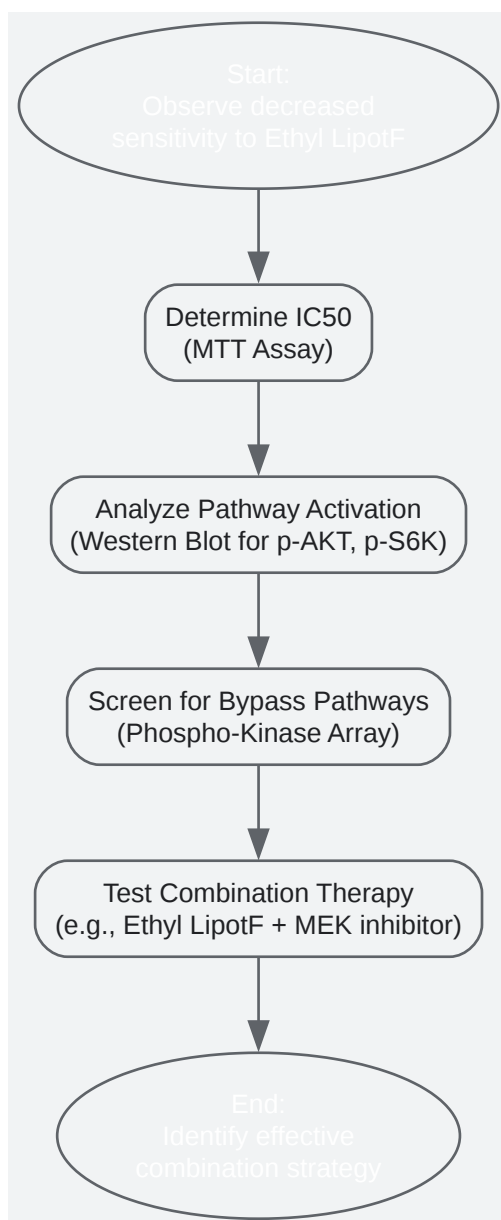 Start:
Observe decreased
sensitivity to Ethyl LipotF
Determine IC50
(MTT Assay)
Analyze Pathway Activation
(Western Blot for p-AKT, p-S6K)
Screen for Bypass Pathways
(Phospho-Kinase Array)
Test Combination Therapy
(e.g., Ethyl LipotF + MEK inhibitor)
End:
Identify effective
combination strategy